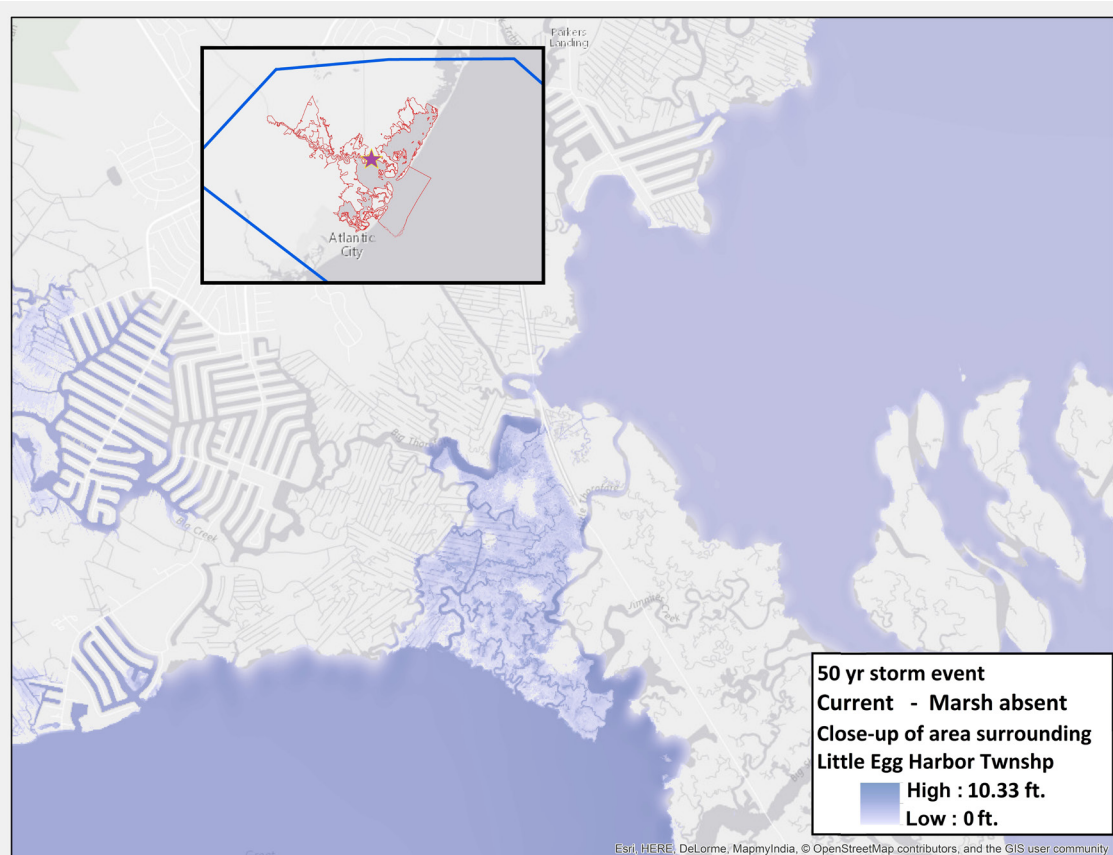 Parkers
Landing
Atlantic
City
Big Creek
Jimmies
Creek
50 yr storm event
Current - Marsh absent
Close-up of area surrounding
Little Egg Harbor Twnshp
High : 10.33 ft.
Low : 0 ft.
Esri, HERE, DeLorme, MapmyIndia, © OpenStreetMap contributors, and the GIS user community